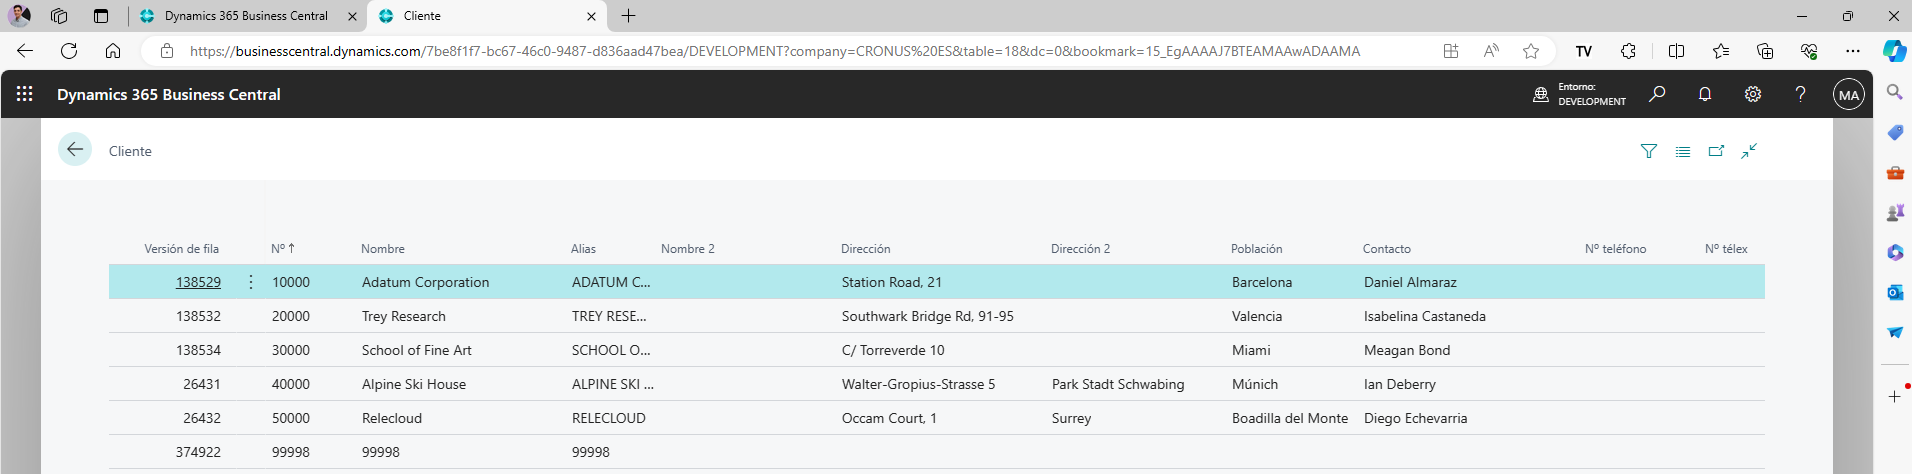 Dynamics 365 Business Central
Cliente
https://businesscentral.dynamics.com/7be8f1f7-bc67-46c0-9487-d836aad47bea/DEVELOPMENT?company=CRONUS%20ES&table=18&dc=0&bookmark=15_EgAAAAJ7BTEAMAAwADAAMA
TV
Dynamics 365 Business Central
Entorno:
DEVELOPMENT
MA
Cliente
Versión de fila Nº ↑ Nombre Alias Nombre 2 Dirección Dirección 2 Población Contacto Nº teléfono Nº télex
138529 10000 Adatum Corporation ADATUM C... Station Road, 21 Barcelona Daniel Almaraz
138532 20000 Trey Research TREY RESE... Southwark Bridge Rd, 91-95 Valencia Isabelina Castaneda
138534 30000 School of Fine Art SCHOOL O... C/ Torreverde 10 Miami Meagan Bond
26431 40000 Alpine Ski House ALPINE SKI ... Walter-Gropius-Strasse 5 Park Stadt Schwabing Múnich Ian Deberry
26432 50000 Relecloud RELECLOUD Occam Court, 1 Surrey Boadilla del Monte Diego Echevarria
374922 99998 99998 99998